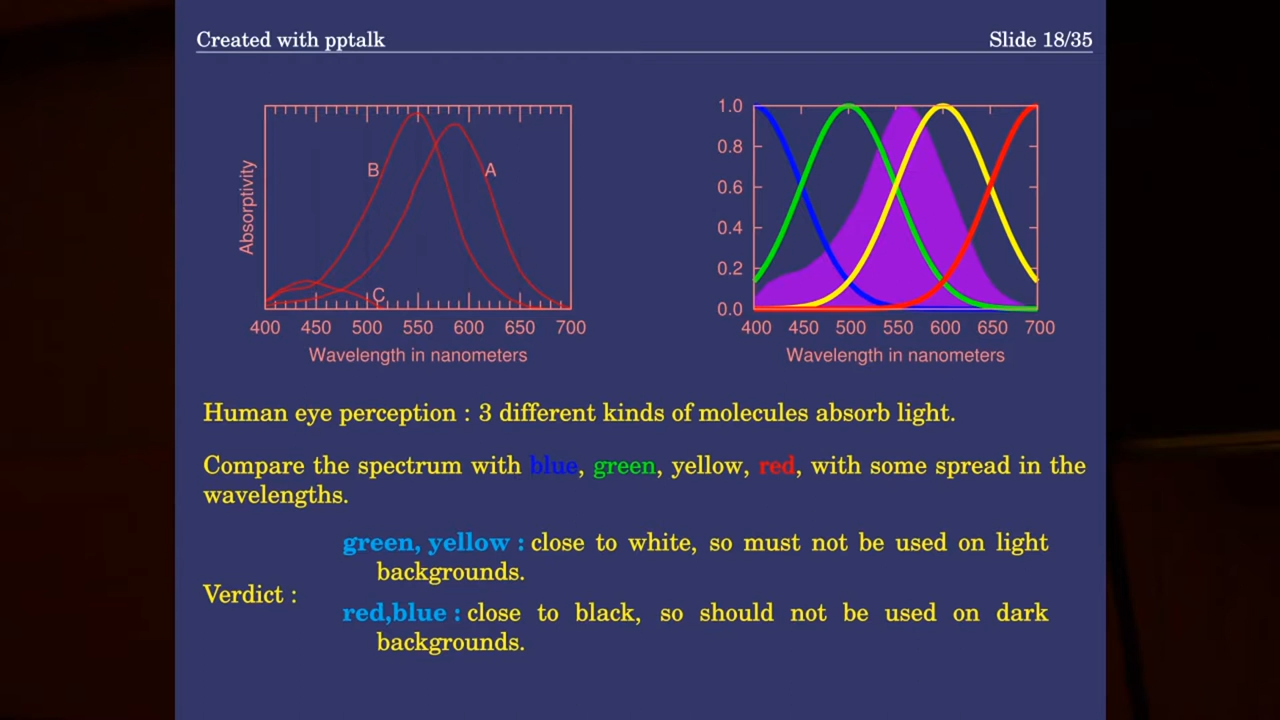 Created with pptalk
Slide 18/35
Absorptivity
B
A
C
400 450 500 550 600 650 700
Wavelength in nanometers
1.0
0.8
0.6
0.4
0.2
0.0
400 450 500 550 600 650 700
Wavelength in nanometers
Human eye perception : 3 different kinds of molecules absorb light.
Compare the spectrum with blue, green, yellow, red, with some spread in the
wavelengths.
Verdict :
green, yellow : close to white, so must not be used on light
backgrounds.
red,blue : close to black, so should not be used on dark
backgrounds.